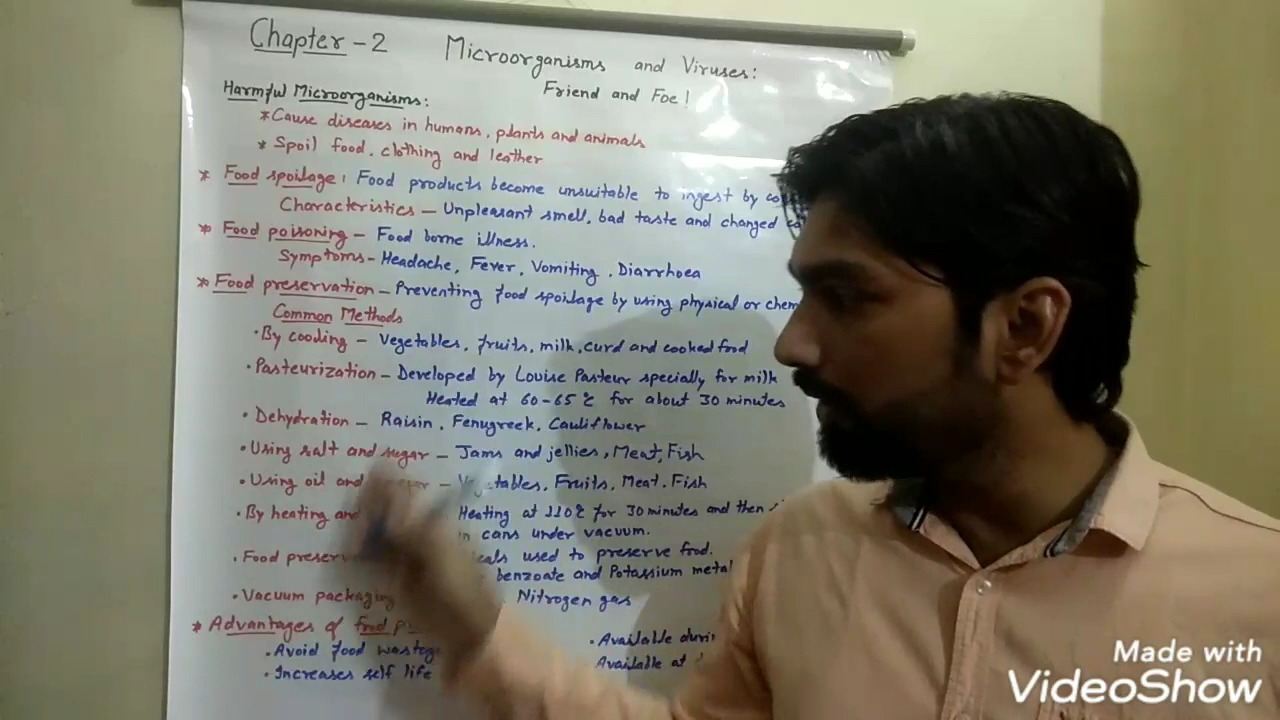 Chapter - 2 Microorganisms and Viruses:
Friend and Foe!
Harmful Microorganisms:
* Cause diseases in humans, plants and animals
* Spoil food, clothing and leather
* Food spoilage: Food products become unsuitable to ingest by
Characteristics - Unpleasant smell, bad taste and changed
* Food poisoning - Food borne illness.
Symptoms - Headache, Fever, Vomiting, Diarrhoea
* Food preservation - Preventing food spoilage by using physical or
Common Methods
• By cooding - Vegetables, fruits, milk, curd and cooked food
• Pasteurization - Developed by Louise Pasteur specially for milk
Heated at 60-65℃ for about 30 minutes
• Dehydration - Raisin, Fenugreek, Cauliflower
• Using salt and sugar - Jams and jellies, Meat, Fish
• Using oil and - Vegetables, Fruits, Meat, Fish
• By heating and Heating at 110℃ for 30 minutes and then
in cans under vacuum.
• Food used to preserve food.
benzoate and Potassium
• Vacuum packaging Nitrogen gas
* Advantages of food
• Avoid food • Available
• Increases self life Available at
Made with
VideoShow